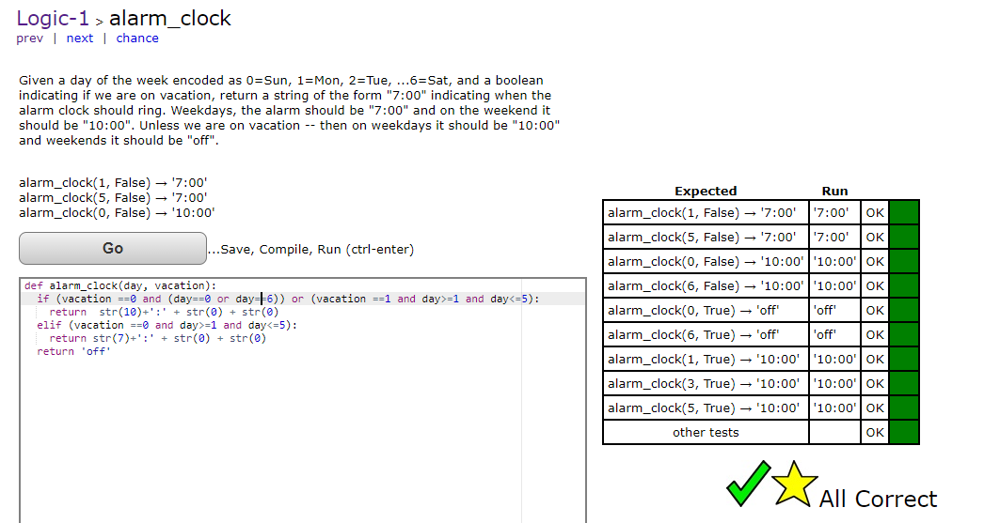 Logic-1 > alarm_clock
prev | next | chance
Given a day of the week encoded as 0=Sun, 1=Mon, 2=Tue, ...6=Sat, and a boolean
indicating if we are on vacation, return a string of the form "7:00" indicating when the
alarm clock should ring. Weekdays, the alarm should be "7:00" and on the weekend it
should be "10:00". Unless we are on vacation -- then on weekdays it should be "10:00"
and weekends it should be "off".
alarm_clock(1, False) → '7:00'
alarm_clock(5, False) → '7:00'
alarm_clock(0, False) → '10:00'
Go
...Save, Compile, Run (ctrl-enter)
def alarm_clock(day, vacation):
  if (vacation ==0 and (day==0 or day==6)) or (vacation ==1 and day>=1 and day<=5):
    return  str(10)+':' + str(0) + str(0)
  elif (vacation ==0 and day>=1 and day<=5):
    return str(7)+':' + str(0) + str(0)
  return 'off'
Expected Run
alarm_clock(1, False) → '7:00' '7:00' OK
alarm_clock(5, False) → '7:00' '7:00' OK
alarm_clock(0, False) → '10:00' '10:00' OK
alarm_clock(6, False) → '10:00' '10:00' OK
alarm_clock(0, True) → 'off' 'off' OK
alarm_clock(6, True) → 'off' 'off' OK
alarm_clock(1, True) → '10:00' '10:00' OK
alarm_clock(3, True) → '10:00' '10:00' OK
alarm_clock(5, True) → '10:00' '10:00' OK
other tests OK
All Correct